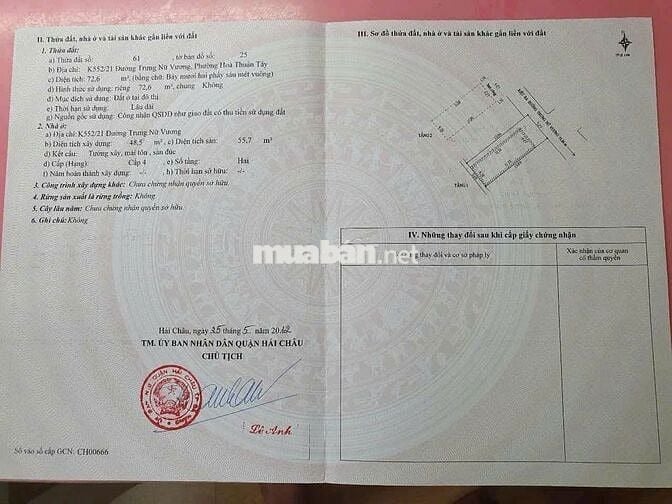 II. Thửa đất, nhà ở và tài sản khác gắn liền với đất
1. Thửa đất:
a) Thửa đất số: 61 , tờ bản đồ số: 25
b) Địa chỉ: K552/21 Đường Trưng Nữ Vương, Phường Hoà Thuận Tây
c) Diện tích: 72,6 m², (bằng chữ: Bảy mươi hai phẩy sáu mét vuông)
d) Hình thức sử dụng: riêng 72,6 m², chung Không
đ) Mục đích sử dụng: Đất ở tại đô thị
e) Thời hạn sử dụng: Lâu dài
g) Nguồn gốc sử dụng: Công nhận QSDĐ như giao đất có thu tiền sử dụng đất
2. Nhà ở:
a) Địa chỉ: K552/21 Đường Trưng Nữ Vương
b) Diện tích xây dựng: 48,5 m² , c) Diện tích sàn: 55,7 m²
d) Kết cấu: Tường xây, mái tôn, sàn đúc
đ) Cấp (Hạng): Cấp 4 , e) Số tầng: Hai
f) Năm hoàn thành xây dựng: -/- h) Thời hạn sở hữu: -/-
3. Công trình xây dựng khác: Chưa chứng nhận quyền sở hữu.
4. Rừng sản xuất là rừng trồng: Không.
5. Cây lâu năm: Chưa chứng nhận quyền sở hữu.
6. Ghi chú: Không
Hải Châu, ngày 25 tháng 5 năm 2012
TM. ỦY BAN NHÂN DÂN QUẬN HẢI CHÂU
CHỦ TỊCH
Lê Anh
Số vào sổ cấp GCN: CH00666
III. Sơ đồ thửa đất, nhà ở và tài sản khác gắn liền với đất
TẦNG 2
TẦNG 1
IV. Những thay đổi sau khi cấp giấy chứng nhận
dung thay đổi và cơ sở pháp lý
Xác nhận của cơ quan
có thẩm quyền
muaban.net